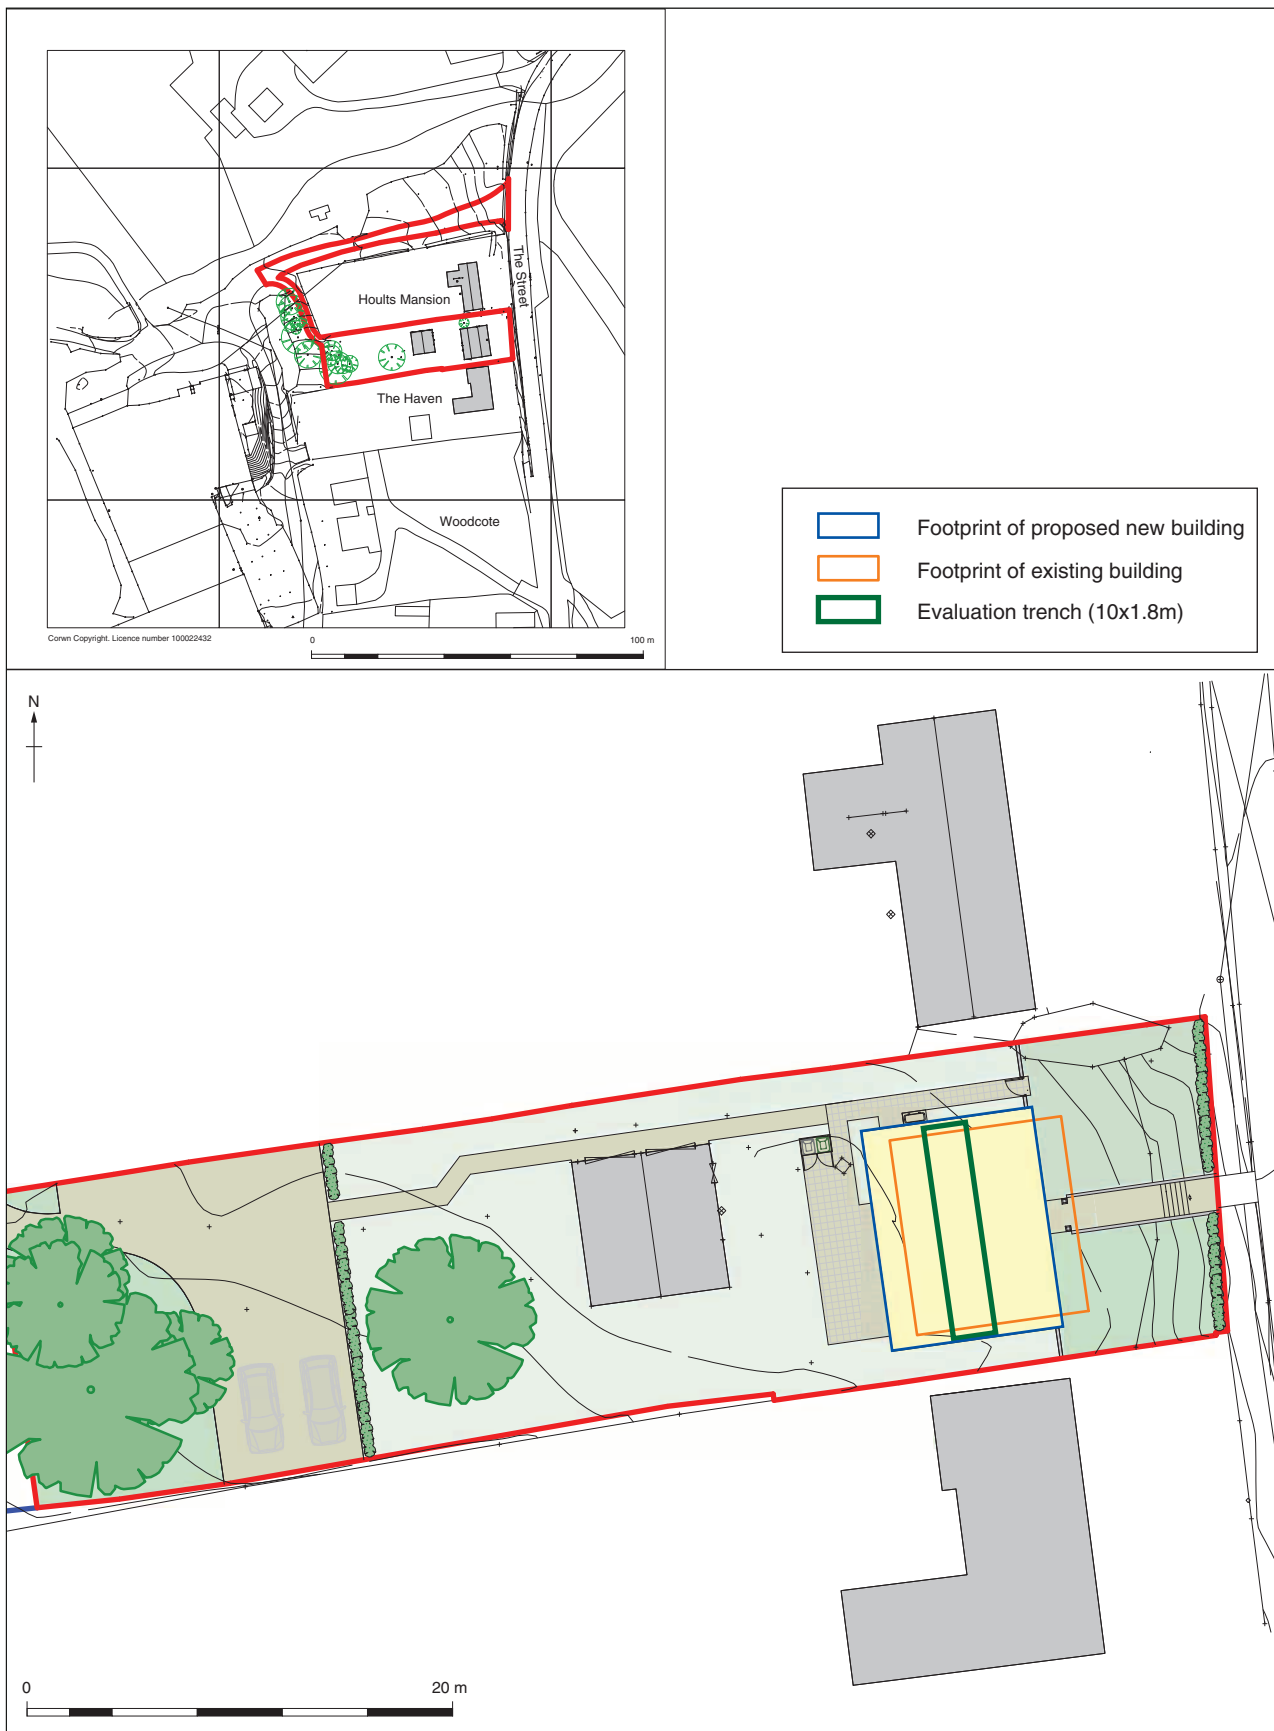 Hoults Mansion
The Street
The Haven
Woodcote
Corwn Copyright. Licence number 100022432
0
100 m
Footprint of proposed new building
Footprint of existing building
Evaluation trench (10x1.8m)
N
0
20 m